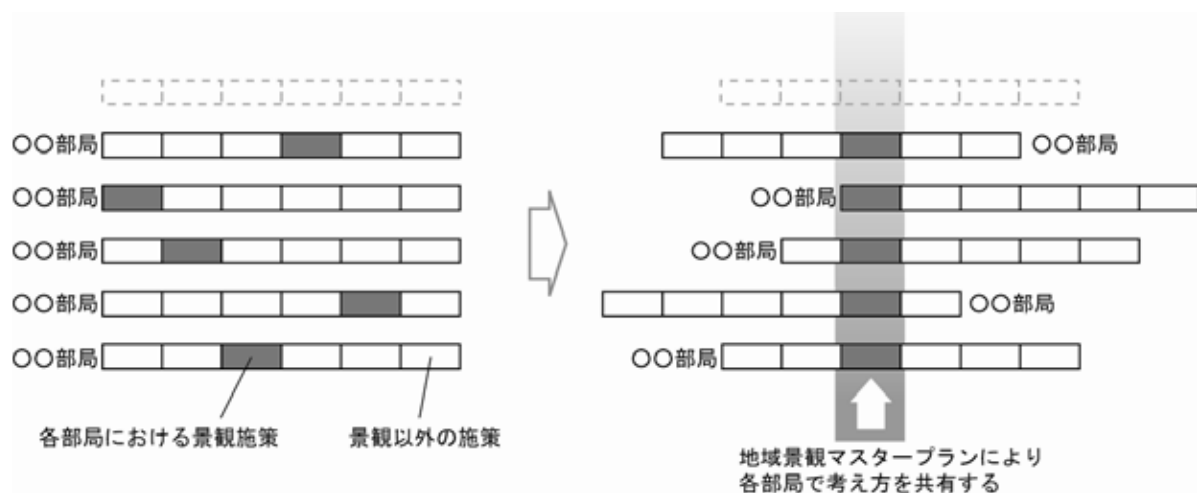 ○○部局
○○部局
○○部局
○○部局
○○部局
各部局における景観施策
景観以外の施策
○○部局
○○部局
○○部局
○○部局
○○部局
地域景観マスタープランにより
各部局で考え方を共有する